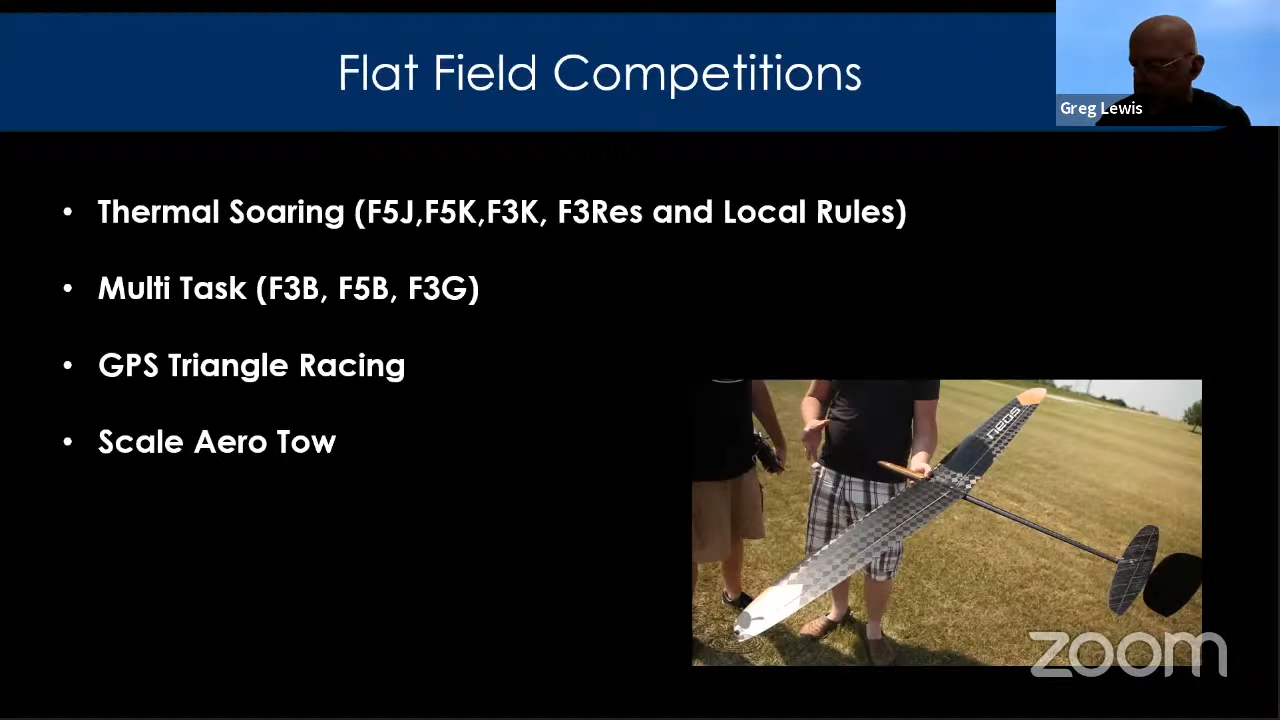 Flat Field Competitions
Greg Lewis
• Thermal Soaring (F5J,F5K,F3K, F3Res and Local Rules)
• Multi Task (F3B, F5B, F3G)
• GPS Triangle Racing
• Scale Aero Tow
neos
zoom